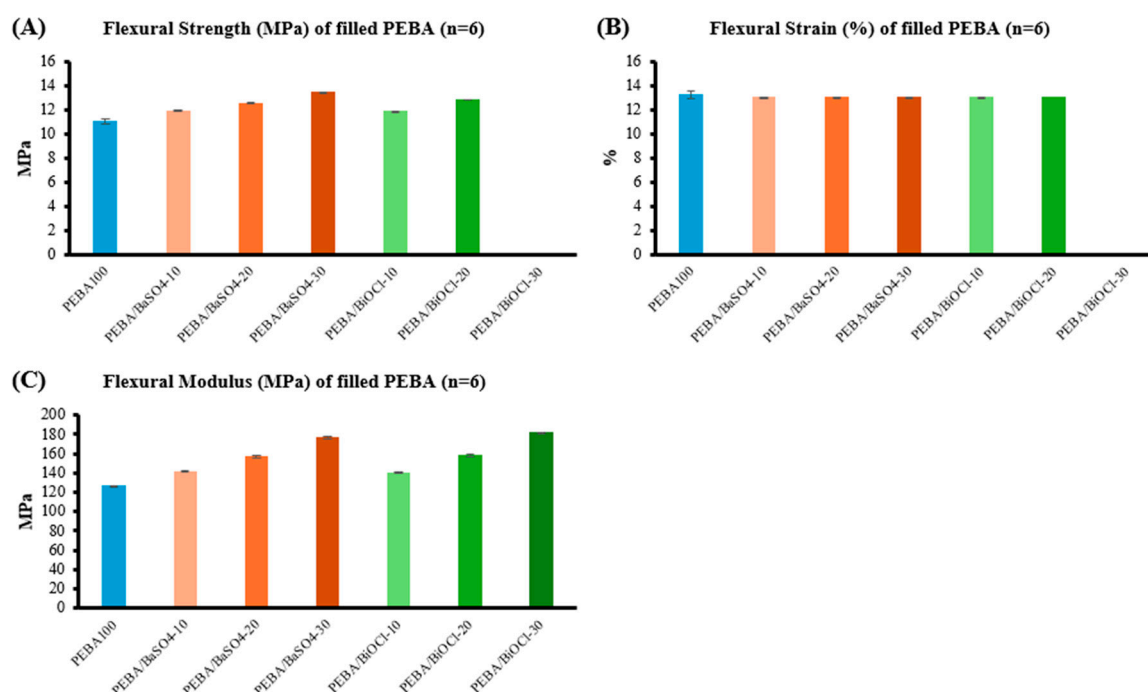 (A)
Flexural Strength (MPa) of filled PEBA (n=6)
16
14
12
10
8
6
4
2
0
MPa
PEBA100
PEBA/BaSO4-10
PEBA/BaSO4-20
PEBA/BaSO4-30
PEBA/BiOCl-10
PEBA/BiOCl-20
PEBA/BiOCl-30
(B)
Flexural Strain (%) of filled PEBA (n=6)
16
14
12
10
8
6
4
2
0
%
PEBA100
PEBA/BaSO4-10
PEBA/BaSO4-20
PEBA/BaSO4-30
PEBA/BiOCl-10
PEBA/BiOCl-20
PEBA/BiOCl-30
(C)
Flexural Modulus (MPa) of filled PEBA (n=6)
200
180
160
140
120
100
80
60
40
20
0
MPa
PEBA100
PEBA/BaSO4-10
PEBA/BaSO4-20
PEBA/BaSO4-30
PEBA/BiOCl-10
PEBA/BiOCl-20
PEBA/BiOCl-30